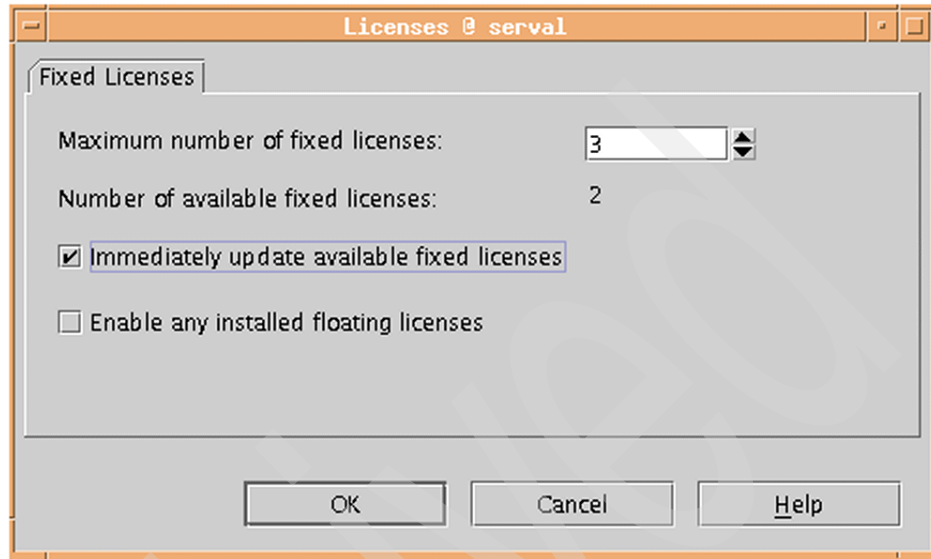 Licenses @ serval
Fixed Licenses
Maximum number of fixed licenses: 3
Number of available fixed licenses: 2
Immediately update available fixed licenses
Enable any installed floating licenses
OK Cancel Help